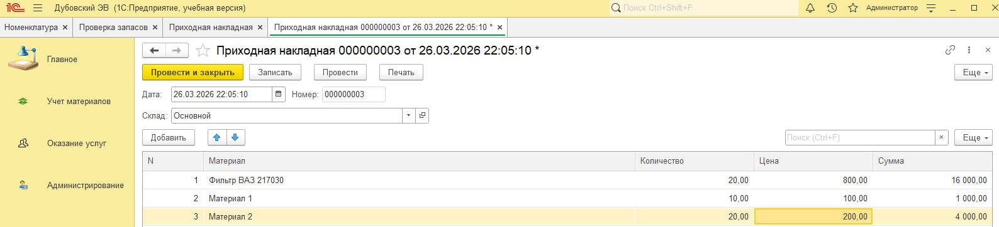 1С Дубовский ЭВ (1С:Предприятие, учебная версия) Поиск Ctrl+Shift+F Администратор
Номенклатура × Проверка запасов × Приходная накладная × Приходная накладная 000000003 от 26.03.2026 22:05:10 * ×
Главное
Учет материалов
Оказание услуг
Администрирование
Приходная накладная 000000003 от 26.03.2026 22:05:10 *
Провести и закрыть Записать Провести Печать Еще
Дата: 26.03.2026 22:05:10 Номер: 000000003
Склад: Основной
Добавить Поиск (Ctrl+F) × Еще
N Материал Количество Цена Сумма
1 Фильтр ВАЗ 217030 20,00 800,00 16 000,00
2 Материал 1 10,00 100,00 1 000,00
3 Материал 2 20,00 200,00 4 000,00